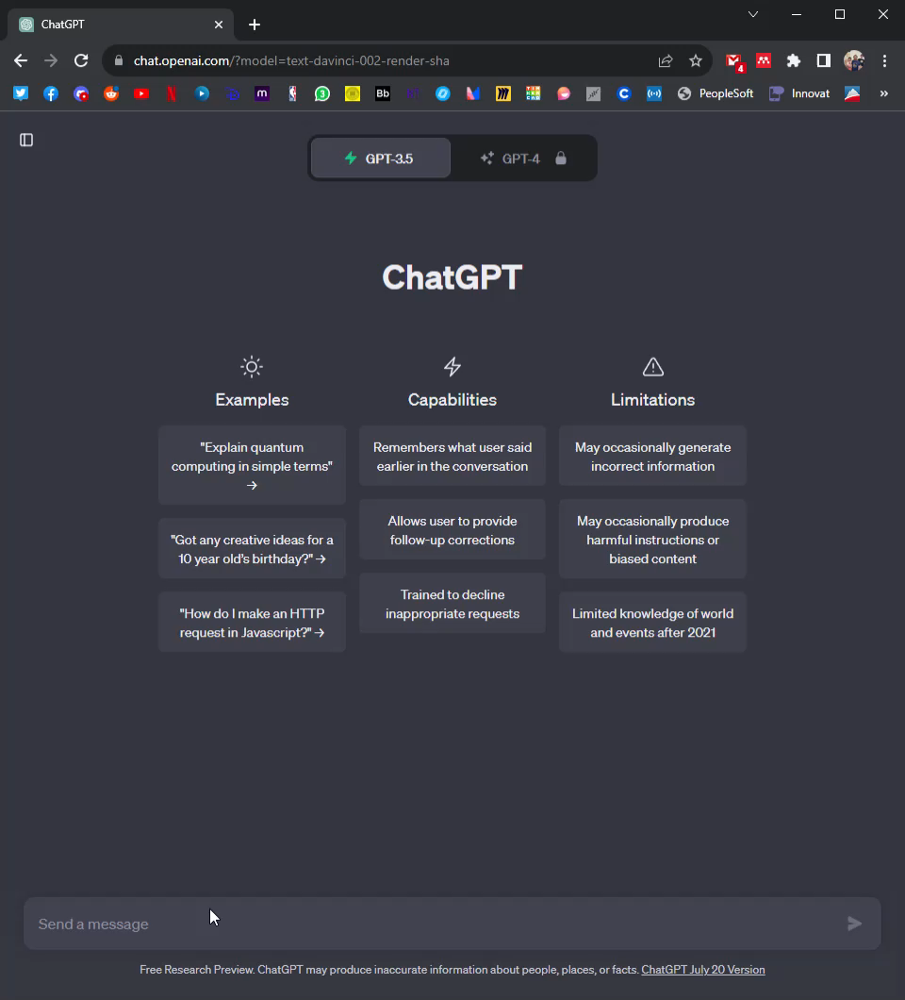 ChatGPT
chat.openai.com/?model=text-davinci-002-render-sha
4
m
3
Bb
PeopleSoft
Innovat
»
GPT-3.5
GPT-4
ChatGPT
Examples
"Explain quantum
computing in simple terms"
→
"Got any creative ideas for a
10 year old's birthday?" →
"How do I make an HTTP
request in Javascript?" →
Capabilities
Remembers what user said
earlier in the conversation
Allows user to provide
follow-up corrections
Trained to decline
inappropriate requests
Limitations
May occasionally generate
incorrect information
May occasionally produce
harmful instructions or
biased content
Limited knowledge of world
and events after 2021
Send a message
Free Research Preview. ChatGPT may produce inaccurate information about people, places, or facts. ChatGPT July 20 Version